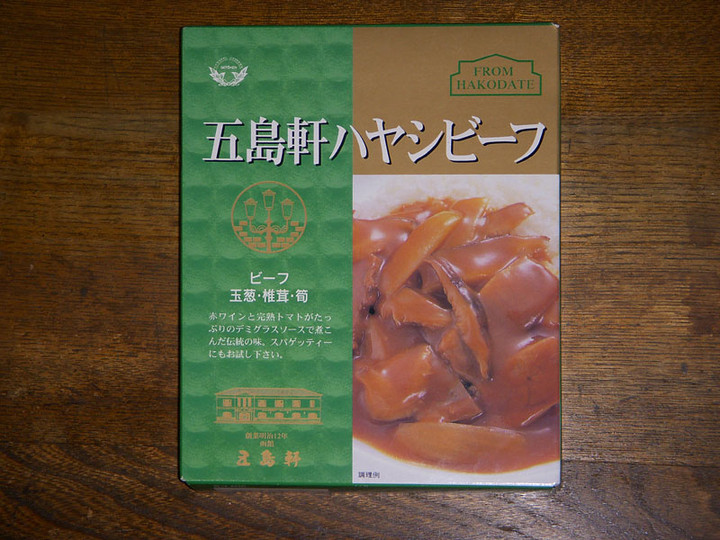 FROM
HAKODATE
五島軒ハヤシビーフ
ビーフ
玉葱・椎茸・筍
赤ワインと完熟トマトがたっ
ぷりのデミグラスソースで煮こ
んだ伝統の味、スパゲッティー
にもお試し下さい。
創業明治12年
函館
五島軒
調理例